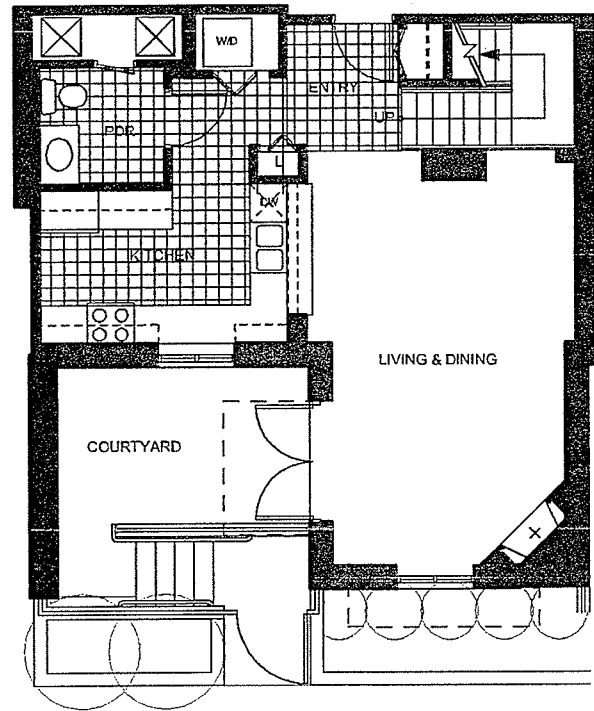 W/D
ENTRY
UP
PDR
L
DW
KITCHEN
LIVING & DINING
COURTYARD